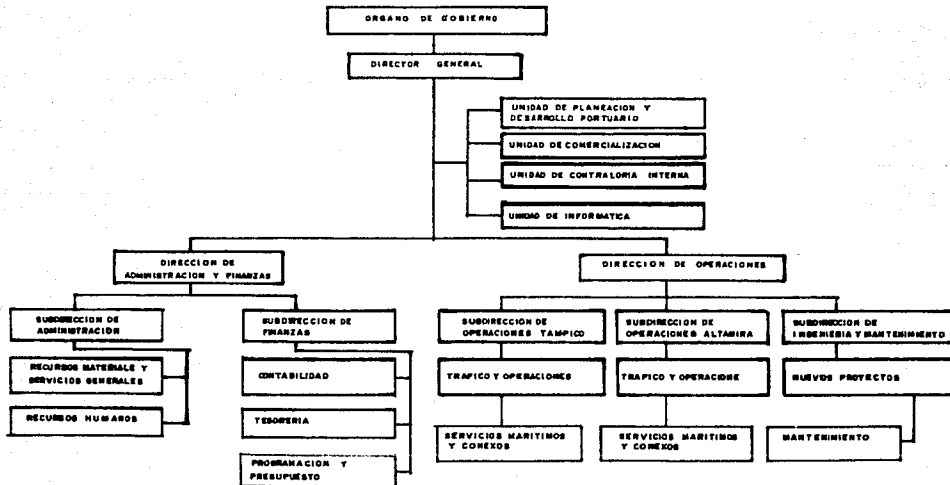 ORGANO DE GOBIERNO
DIRECTOR GENERAL
UNIDAD DE PLANEACION Y
DESARROLLO PORTUARIO
UNIDAD DE COMERCIALIZACION
UNIDAD DE CONTRALORIA INTERNA
UNIDAD DE INFORMATICA
DIRECCION DE
ADMINISTRACION Y FINANZAS
DIRECCION DE OPERACIONES
SUBDIRECCION DE
ADMINISTRACIÓN
SUBDIRECCION DE
FINANZAS
SUBDIRECCION DE
OPERACIONES TAMPICO
SUBDIRECCION DE
OPERACIONES ALTAMIRA
SUBDIRECCION DE
INGENIERIA Y MANTENIMIENTO
RECURSOS MATERIALE Y
SERVICIOS GENERALES
CONTABILIDAD
TRAFICO Y OPERACIONES
TRAFICO Y OPERACIONE
NUEVOS PROYECTOS
RECURSOS HUMANOS
TESORERIA
SERVICIOS MARITIMOS
Y CONEXOS
SERVICIOS MARITIMOS
Y CONEXOS
MANTENIMIENTO
PROGRAMACION Y
PRESUPUESTO